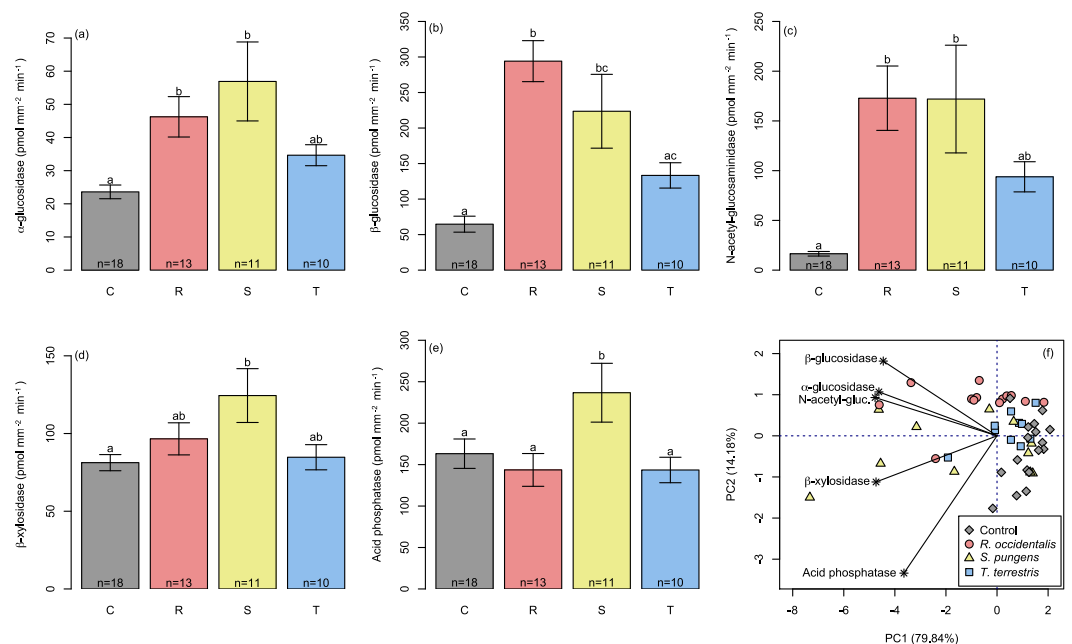 (a)
α-glucosidase (pmol mm⁻² min⁻¹)
70
60
50
40
30
20
10
0
a
b
b
ab
n=18
n=13
n=11
n=10
C
R
S
T
(b)
β-glucosidase (pmol mm⁻² min⁻¹)
350
300
250
200
150
100
50
0
a
b
bc
ac
n=18
n=13
n=11
n=10
C
R
S
T
(c)
N-acetyl-glucosaminidase (pmol mm⁻² min⁻¹)
250
200
150
100
50
0
a
b
b
ab
n=18
n=13
n=11
n=10
C
R
S
T
(d)
β-xylosidase (pmol mm⁻² min⁻¹)
150
100
50
0
a
ab
b
ab
n=18
n=13
n=11
n=10
C
R
S
T
(e)
Acid phosphatase (pmol mm⁻² min⁻¹)
300
250
200
150
100
50
0
a
a
b
a
n=18
n=13
n=11
n=10
C
R
S
T
(f)
PC2 (14.18%)
2
1
0
-1
-2
-3
β-glucosidase
α-glucosidase
N-acetyl-gluc.
β-xylosidase
Acid phosphatase
Control
R. occidentalis
S. pungens
T. terrestris
-8
-6
-4
-2
0
2
PC1 (79.84%)